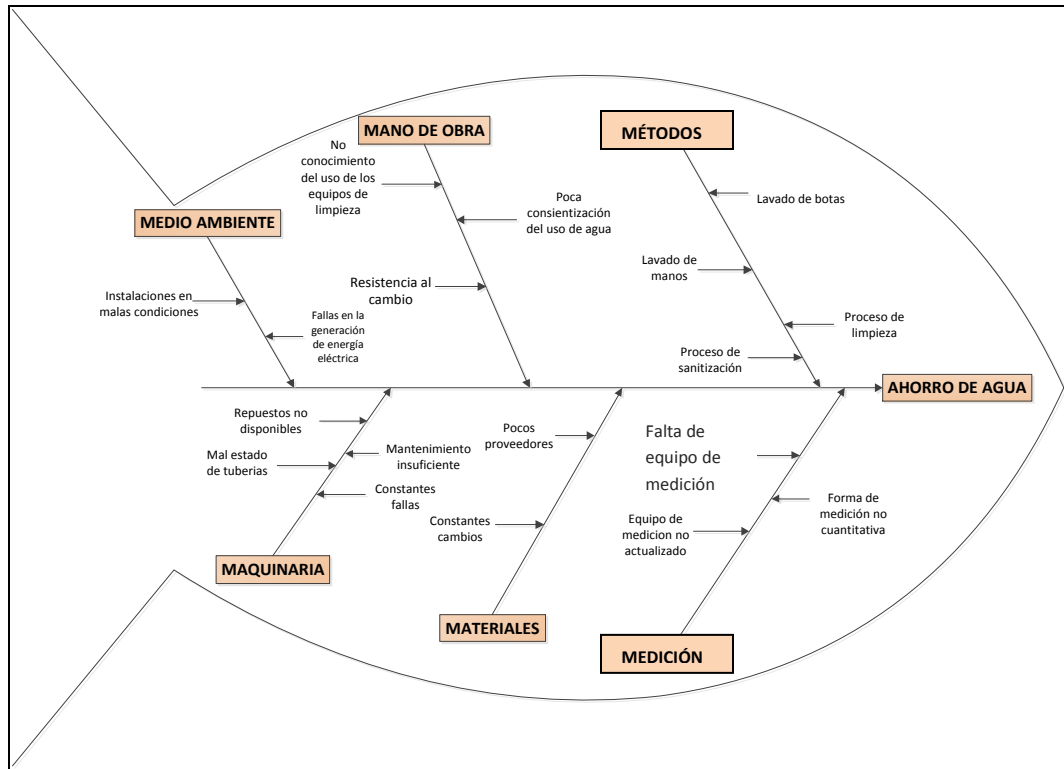 MANO DE OBRA
MÉTODOS
No
conocimiento
del uso de los
equipos de
limpieza
Poca
consientización
del uso de agua
Lavado de botas
MEDIO AMBIENTE
Lavado de
manos
Resistencia al
cambio
Instalaciones en
malas condiciones
Fallas en la
generación
de energía
eléctrica
Proceso de
limpieza
Proceso de
sanitización
AHORRO DE AGUA
Repuestos no
disponibles
Pocos
proveedores
Falta de
equipo de
medición
Mal estado
de tuberias
Mantenimiento
insuficiente
Constantes
fallas
Forma de
medición no
cuantitativa
Constantes
cambios
Equipo de
medicion no
actualizado
MAQUINARIA
MATERIALES
MEDICIÓN